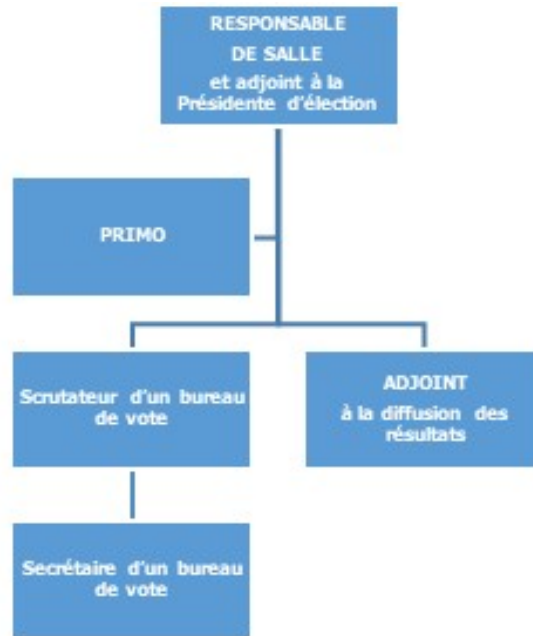 RESPONSABLE
DE SALLE
et adjoint à la
Présidente d'élection
PRIMO
Scrutateur d'un bureau
de vote
ADJOINT
à la diffusion des
résultats
Secrétaire d'un bureau
de vote